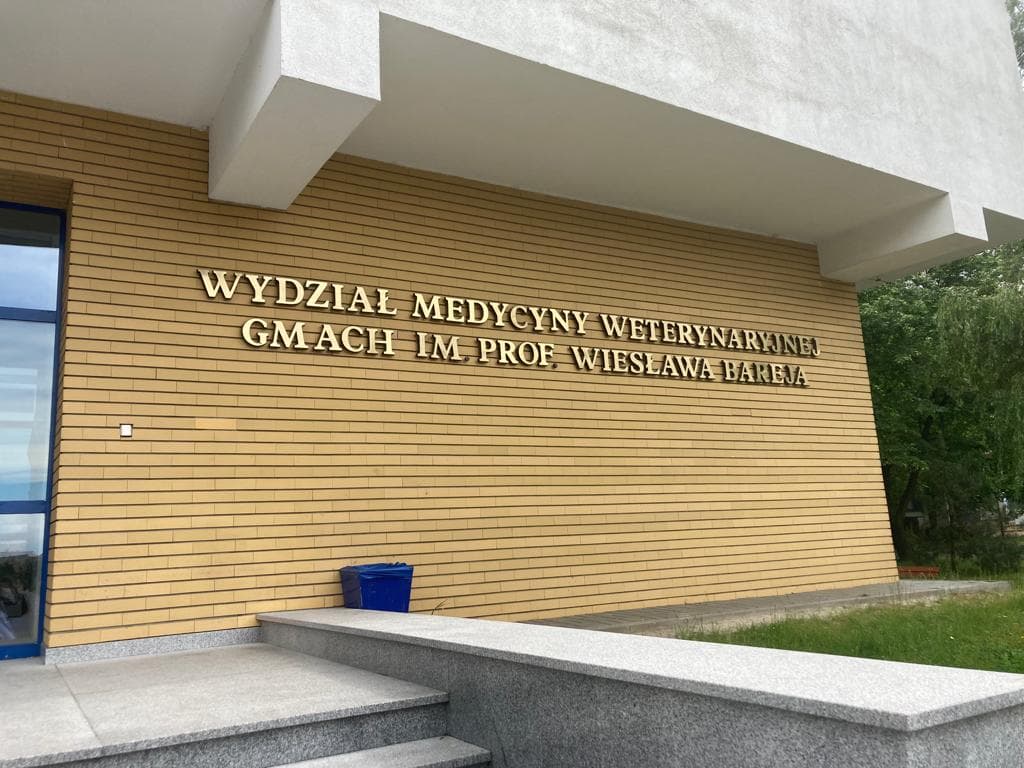 WYDZIAŁ MEDYCYNY WETERYNARYJNEJ
GMACH IM. PROF. WIESŁAWA BAREJA